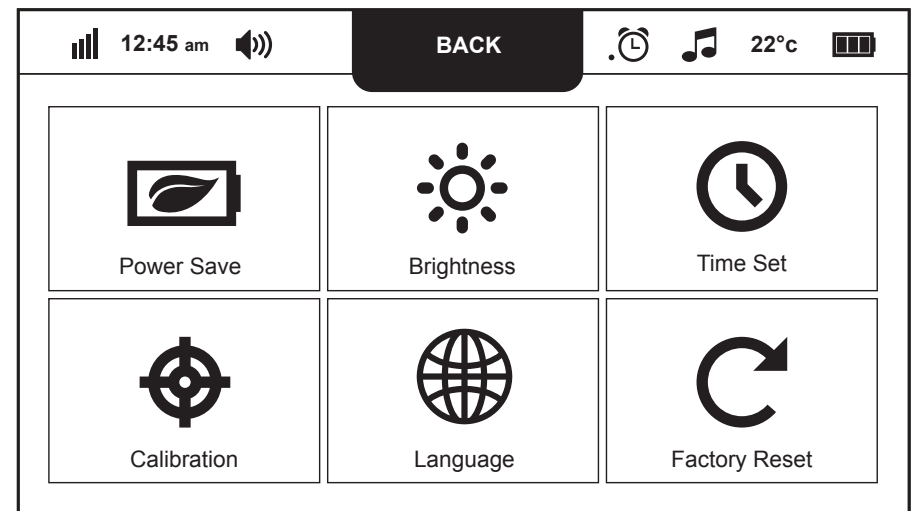 12:45 am BACK 22°c
Power Save Brightness Time Set
Calibration Language Factory Reset